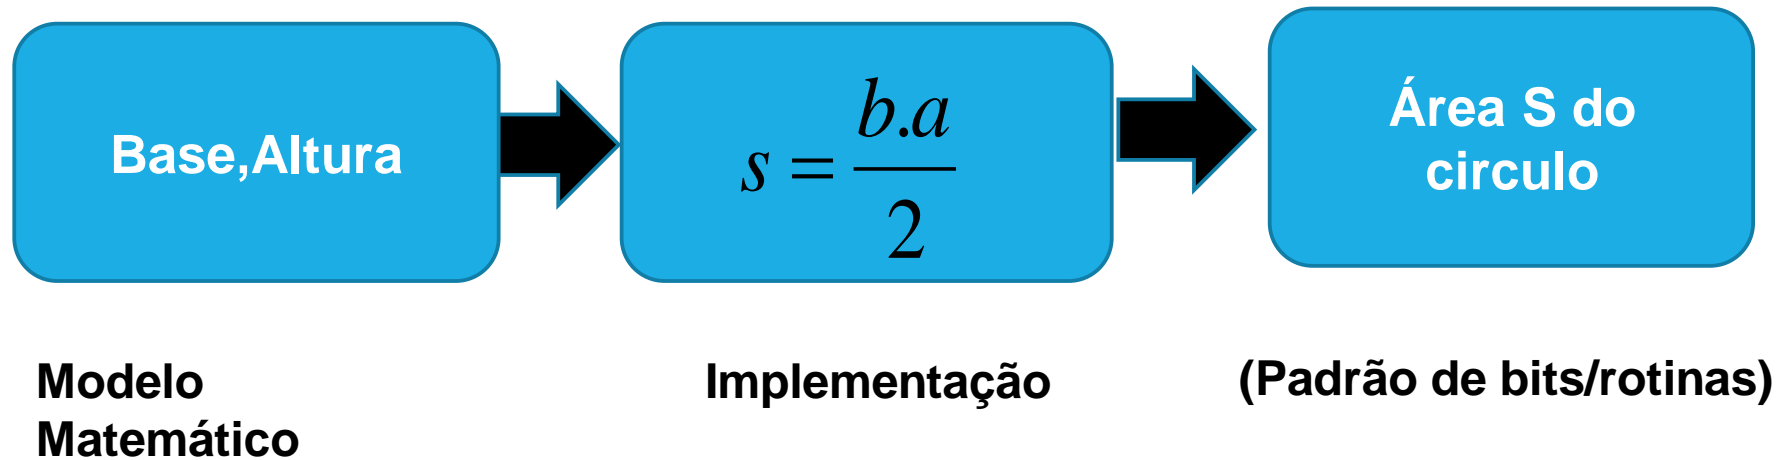 Base,Altura
s = b.a / 2
Área S do
circulo
Modelo
Matemático
Implementação
(Padrão de bits/rotinas)